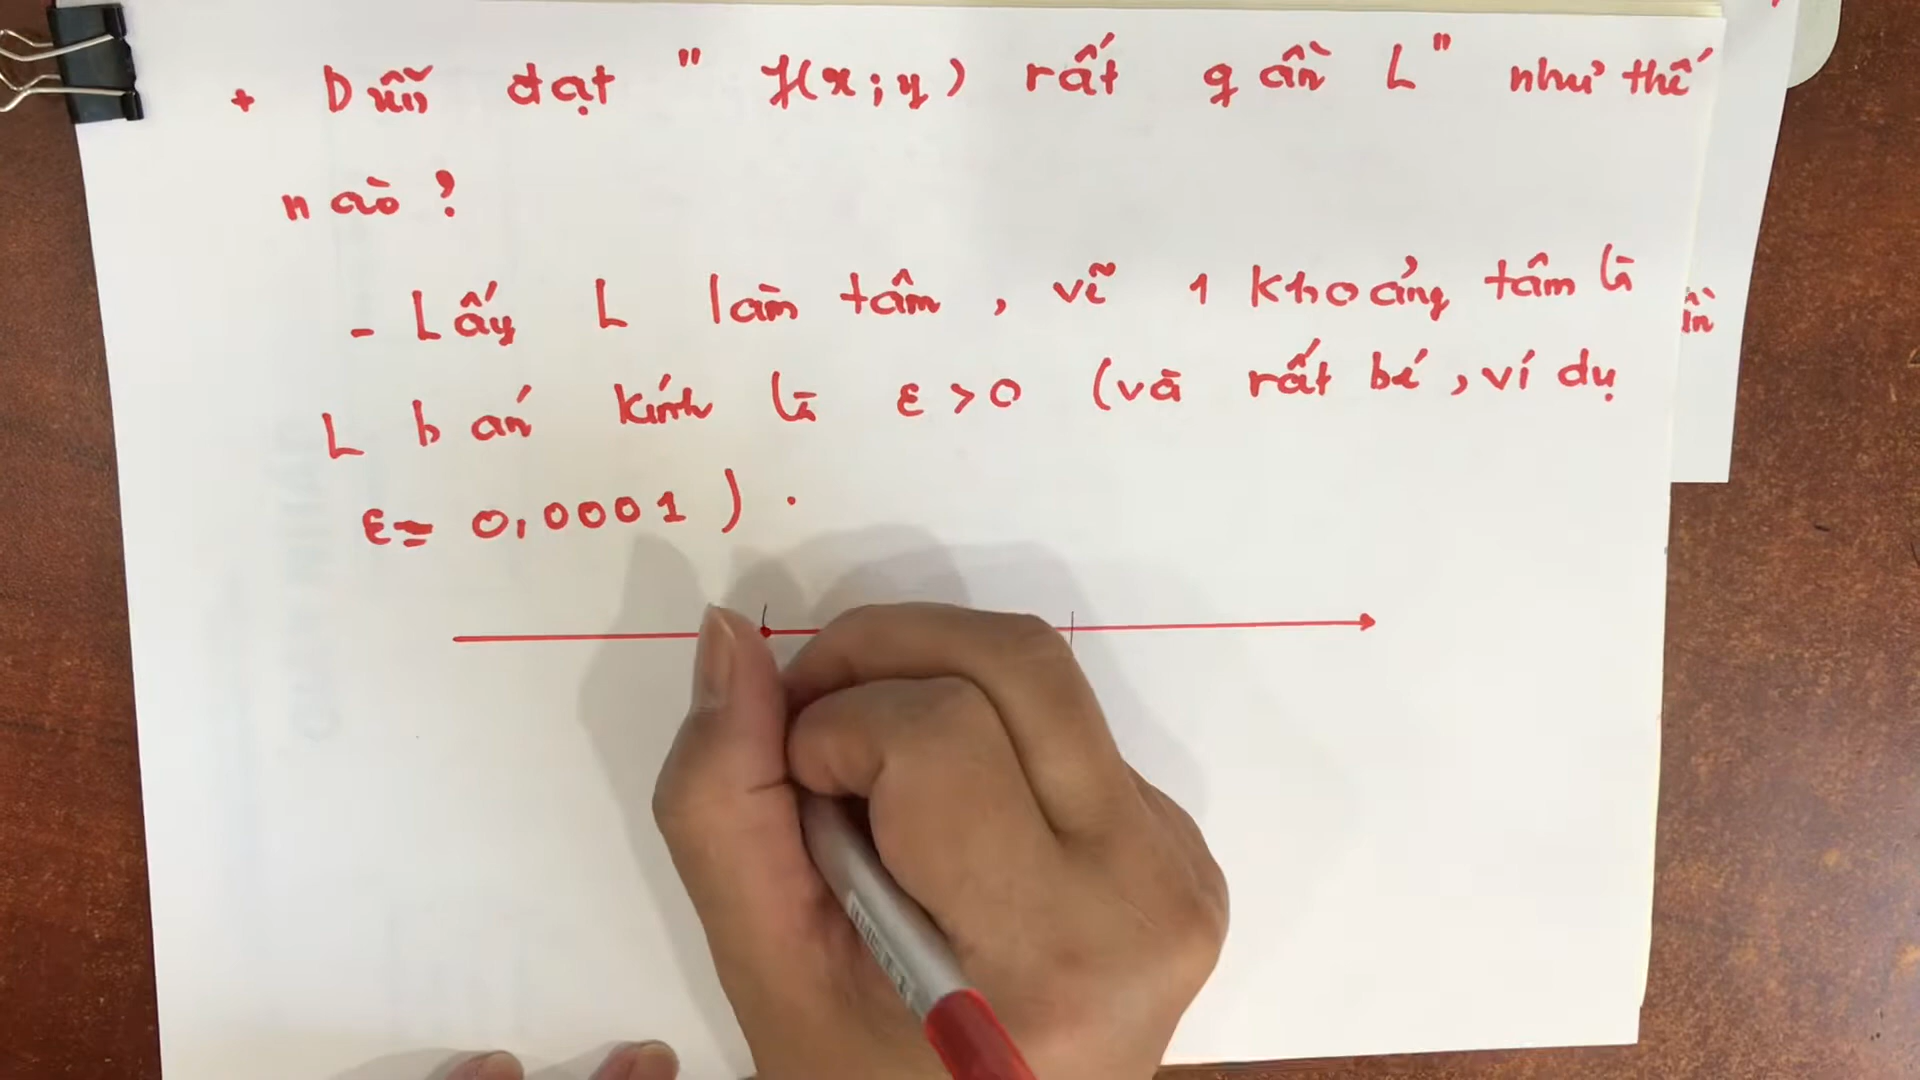 + Diễn đạt " f(x;y) rất gần L" như thế
nào?
- Lấy L làm tâm, vẽ 1 khoảng tâm là
L bán kính là ε>0 (và rất bé, ví dụ
ε= 0,0001).